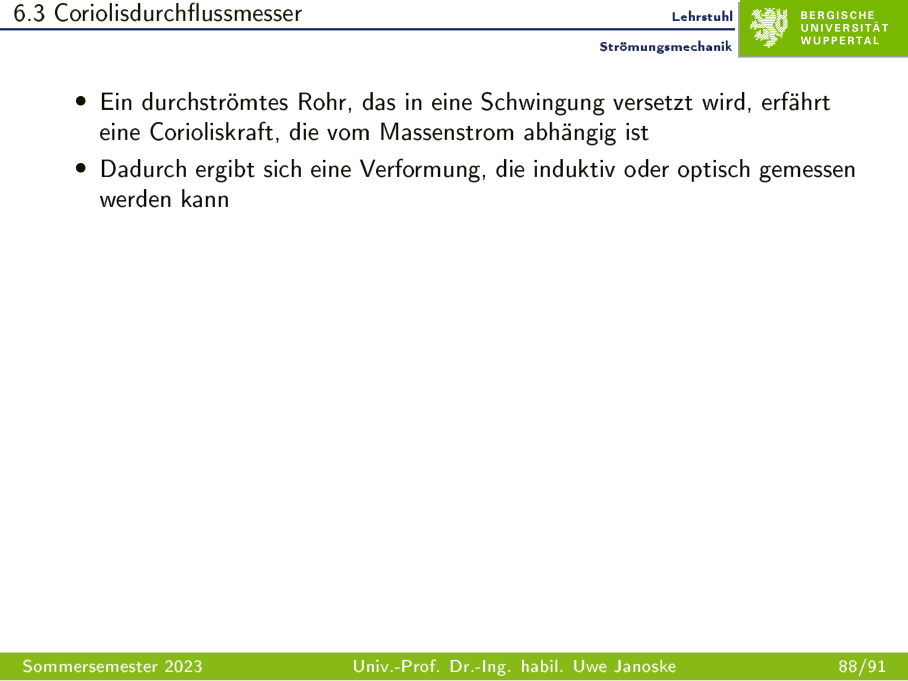 6.3 Coriolisdurchflussmesser
Lehrstuhl
Strömungsmechanik
BERGISCHE
UNIVERSITÄT
WUPPERTAL
• Ein durchströmtes Rohr, das in eine Schwingung versetzt wird, erfährt
eine Corioliskraft, die vom Massenstrom abhängig ist
• Dadurch ergibt sich eine Verformung, die induktiv oder optisch gemessen
werden kann
Sommersemester 2023
Univ.-Prof. Dr.-Ing. habil. Uwe Janoske
88/91